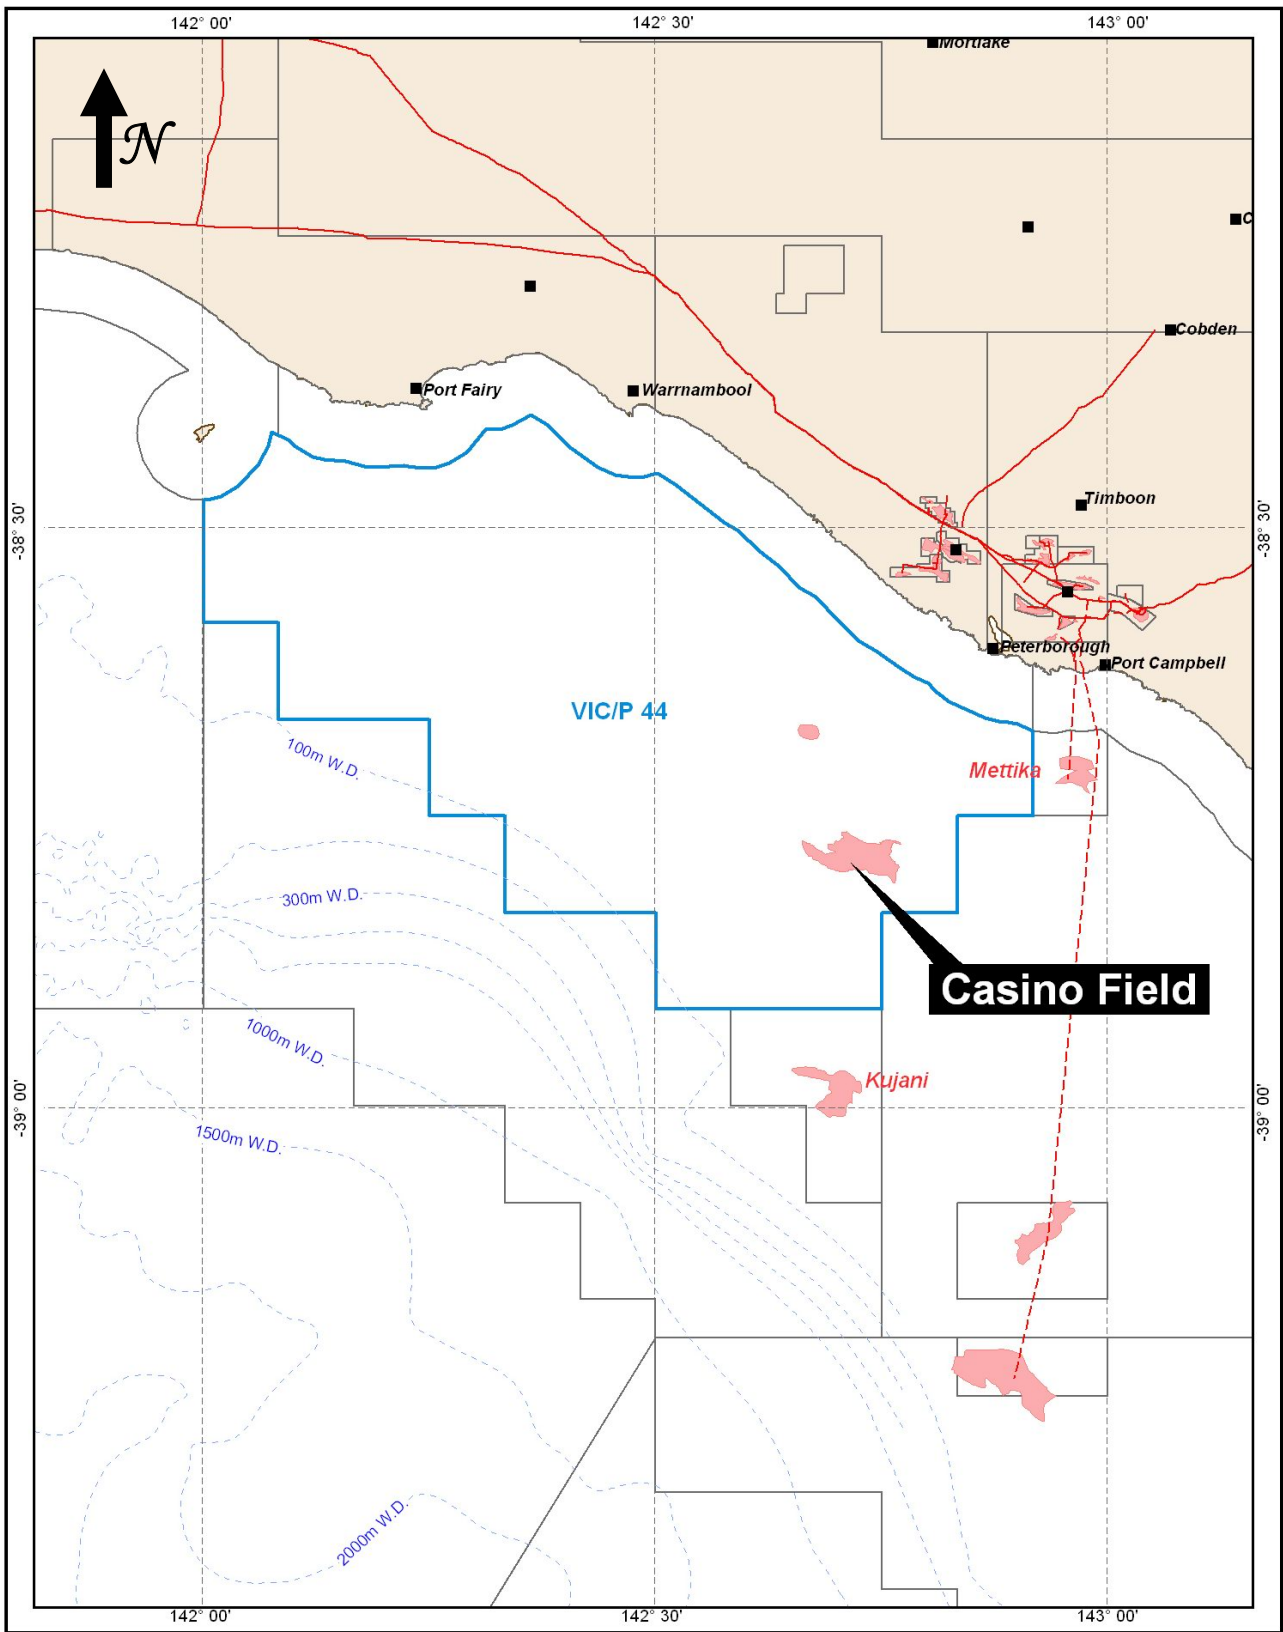 142° 00'
142° 30'
143° 00'
Mortlake
N
C
Cobden
Port Fairy
Warrnambool
Timboon
-38° 30'
-38° 30'
Peterborough
Port Campbell
VIC/P 44
100m W.D.
Mettika
300m W.D.
Casino Field
1000m W.D.
Kujani
-39° 00'
-39° 00'
1500m W.D.
2000m W.D.
142° 00'
142° 30'
143° 00'